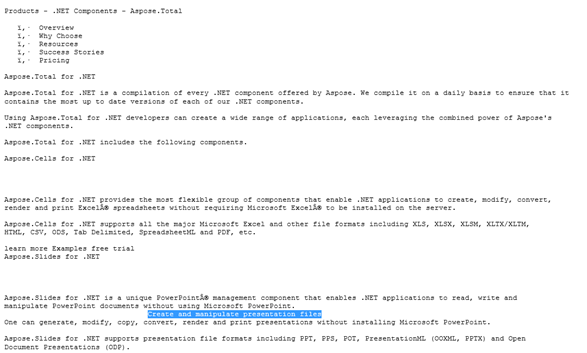 Products - .NET Components - Aspose.Total
ï‚· Overview
ï‚· Why Choose
ï‚· Resources
ï‚· Success Stories
ï‚· Pricing
Aspose.Total for .NET
Aspose.Total for .NET is a compilation of every .NET component offered by Aspose. We compile it on a daily basis to ensure that it
contains the most up to date versions of each of our .NET components.
Using Aspose.Total for .NET developers can create a wide range of applications, each leveraging the combined power of Aspose's
.NET components.
Aspose.Total for .NET includes the following components.
Aspose.Cells for .NET
Aspose.Cells for .NET provides the most flexible group of components that enable .NET applications to create, modify, convert,
render and print ExcelÂ® spreadsheets without requiring Microsoft ExcelÂ® to be installed on the server.
Aspose.Cells for .NET supports all the major Microsoft Excel and other file formats including XLS, XLSX, XLSM, XLTX/XLTM,
HTML, CSV, ODS, Tab Delimited, SpreadsheetML and PDF, etc.
learn more Examples free trial
Aspose.Slides for .NET
Aspose.Slides for .NET is a unique PowerPointÂ® management component that enables .NET applications to read, write and
manipulate PowerPoint documents without using Microsoft PowerPoint.
Create and manipulate presentation files
One can generate, modify, copy, convert, render and print presentations without installing Microsoft PowerPoint.
Aspose.Slides for .NET supports presentation file formats including PPT, PPS, POT, PresentationML (OOXML, PPTX) and Open
Document Presentations (ODP).